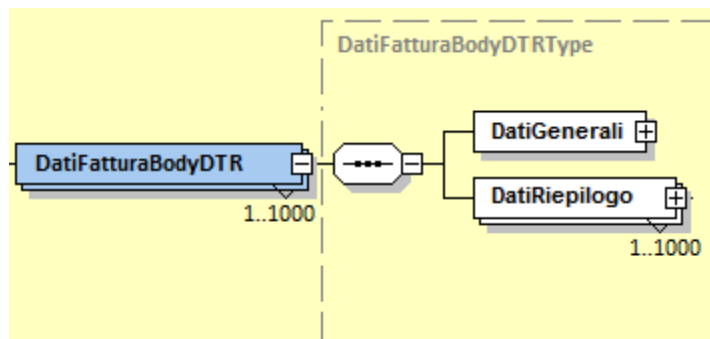 DatiFatturaBodyDTRType
DatiGenerali
DatiFatturaBodyDTR
1..1000
DatiRiepilogo
1..1000